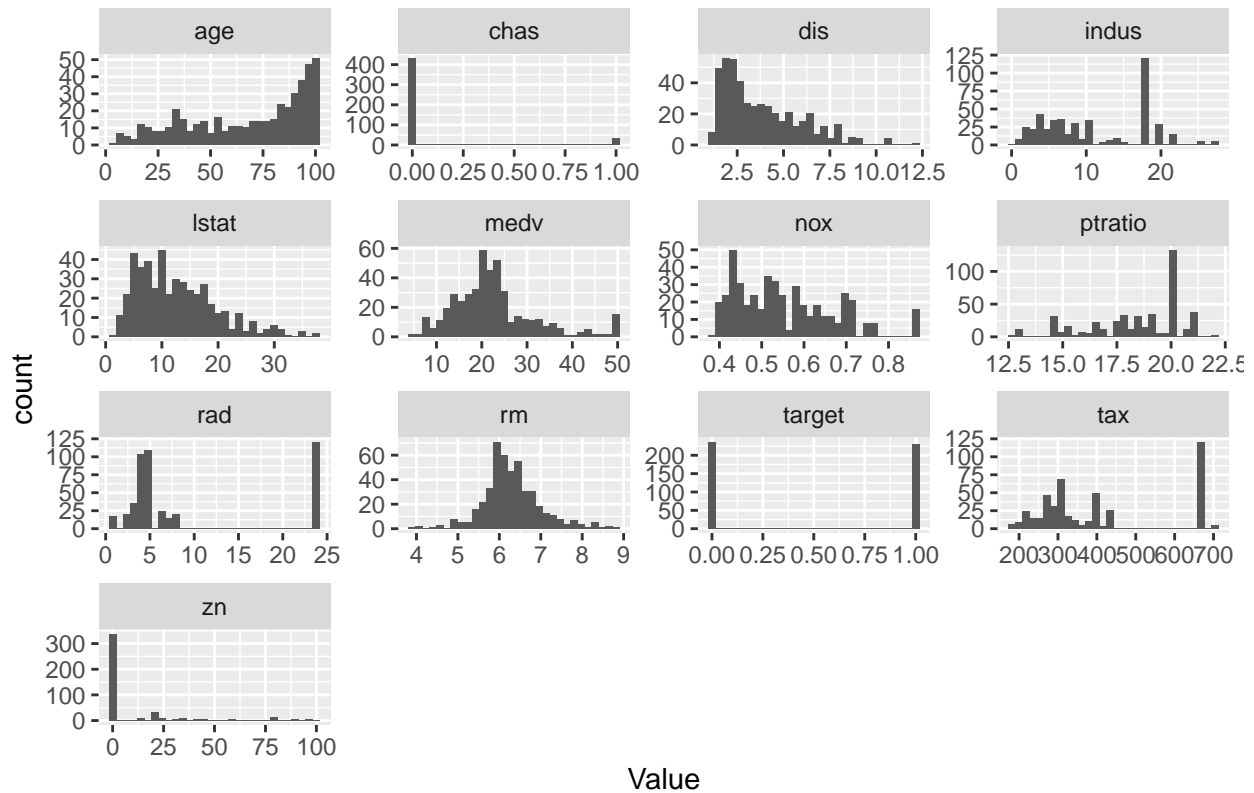 age chas dis indus
50 40 30 20 10 0
0 25 50 75 100
400 300 200 100 0
0.00 0.25 0.50 0.75 1.00
40 20 0
2.5 5.0 7.5 10.0 12.5
125 100 75 50 25 0
0 10 20
lstat medv nox ptratio
40 30 20 10 0
0 10 20 30
60 40 20 0
10 20 30 40 50
50 40 30 20 10 0
0.4 0.5 0.6 0.7 0.8
100 50 0
12.5 15.0 17.5 20.0 22.5
rad rm target tax
125 100 75 50 25 0
0 5 10 15 20 25
60 40 20 0
4 5 6 7 8 9
200 150 100 50 0
0.00 0.25 0.50 0.75 1.00
125 100 75 50 25 0
200 300 400 500 600 700
zn
300 200 100 0
0 25 50 75 100
count
Value